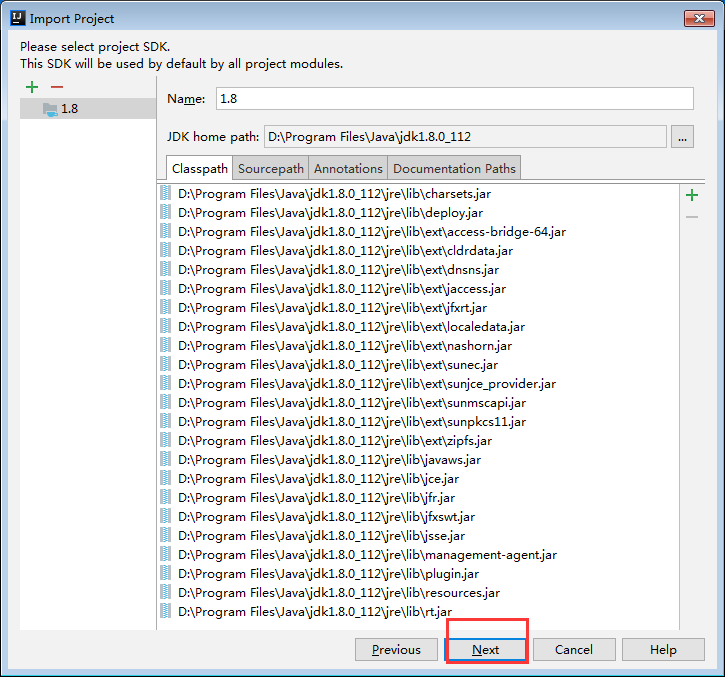 IJ Import Project
Please select project SDK.
This SDK will be used by default by all project modules.
1.8
Name: 1.8
JDK home path: D:\Program Files\Java\jdk1.8.0_112 ...
Classpath Sourcepath Annotations Documentation Paths
D:\Program Files\Java\jdk1.8.0_112\jre\lib\charsets.jar
D:\Program Files\Java\jdk1.8.0_112\jre\lib\deploy.jar
D:\Program Files\Java\jdk1.8.0_112\jre\lib\ext\access-bridge-64.jar
D:\Program Files\Java\jdk1.8.0_112\jre\lib\ext\cldrdata.jar
D:\Program Files\Java\jdk1.8.0_112\jre\lib\ext\dnsns.jar
D:\Program Files\Java\jdk1.8.0_112\jre\lib\ext\jaccess.jar
D:\Program Files\Java\jdk1.8.0_112\jre\lib\ext\jfxrt.jar
D:\Program Files\Java\jdk1.8.0_112\jre\lib\ext\localedata.jar
D:\Program Files\Java\jdk1.8.0_112\jre\lib\ext\nashorn.jar
D:\Program Files\Java\jdk1.8.0_112\jre\lib\ext\sunec.jar
D:\Program Files\Java\jdk1.8.0_112\jre\lib\ext\sunjce_provider.jar
D:\Program Files\Java\jdk1.8.0_112\jre\lib\ext\sunmscapi.jar
D:\Program Files\Java\jdk1.8.0_112\jre\lib\ext\sunpkcs11.jar
D:\Program Files\Java\jdk1.8.0_112\jre\lib\ext\zipfs.jar
D:\Program Files\Java\jdk1.8.0_112\jre\lib\javaws.jar
D:\Program Files\Java\jdk1.8.0_112\jre\lib\jce.jar
D:\Program Files\Java\jdk1.8.0_112\jre\lib\jfr.jar
D:\Program Files\Java\jdk1.8.0_112\jre\lib\jfxswt.jar
D:\Program Files\Java\jdk1.8.0_112\jre\lib\jsse.jar
D:\Program Files\Java\jdk1.8.0_112\jre\lib\management-agent.jar
D:\Program Files\Java\jdk1.8.0_112\jre\lib\plugin.jar
D:\Program Files\Java\jdk1.8.0_112\jre\lib\resources.jar
D:\Program Files\Java\jdk1.8.0_112\jre\lib\rt.jar
Previous Next Cancel Help